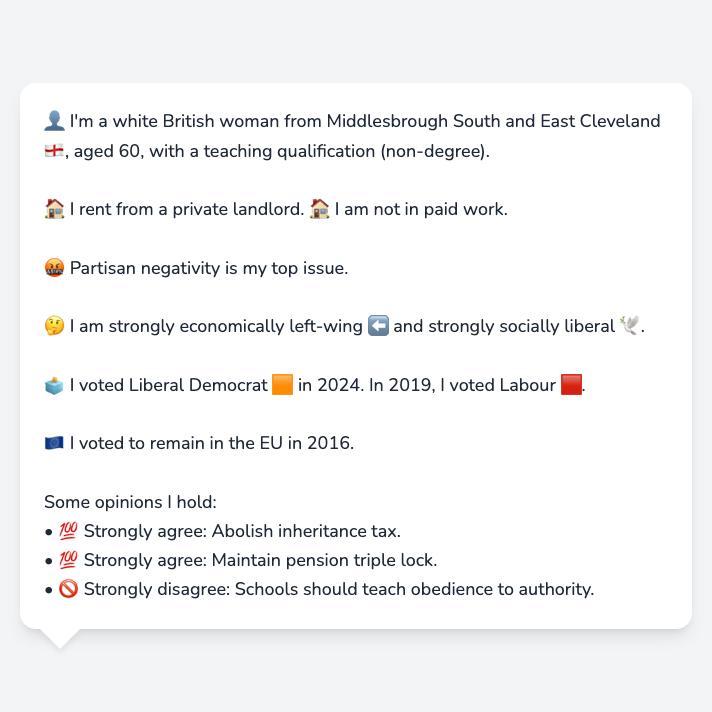 👤 I'm a white British woman from Middlesbrough South and East Cleveland
🏴󠁧󠁢󠁥󠁮󠁧󠁿, aged 60, with a teaching qualification (non-degree).
🏠 I rent from a private landlord. 🏠 I am not in paid work.
🤬 Partisan negativity is my top issue.
🤔 I am strongly economically left-wing ⬅️ and strongly socially liberal 🕊️.
🗳️ I voted Liberal Democrat 🟧 in 2024. In 2019, I voted Labour 🟥.
🇪🇺 I voted to remain in the EU in 2016.
Some opinions I hold:
• 💯 Strongly agree: Abolish inheritance tax.
• 💯 Strongly agree: Maintain pension triple lock.
• 🚫 Strongly disagree: Schools should teach obedience to authority.